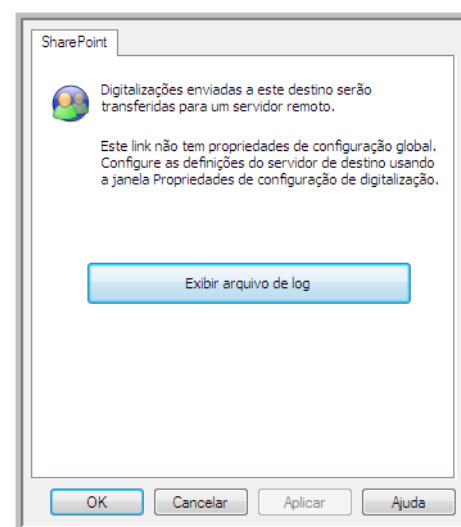 SharePoint
Digitalizações enviadas a este destino serão
transferidas para um servidor remoto.
Este link não tem propriedades de configuração global.
Configure as definições do servidor de destino usando
a janela Propriedades de configuração de digitalização.
Exibir arquivo de log
OK Cancelar Aplicar Ajuda